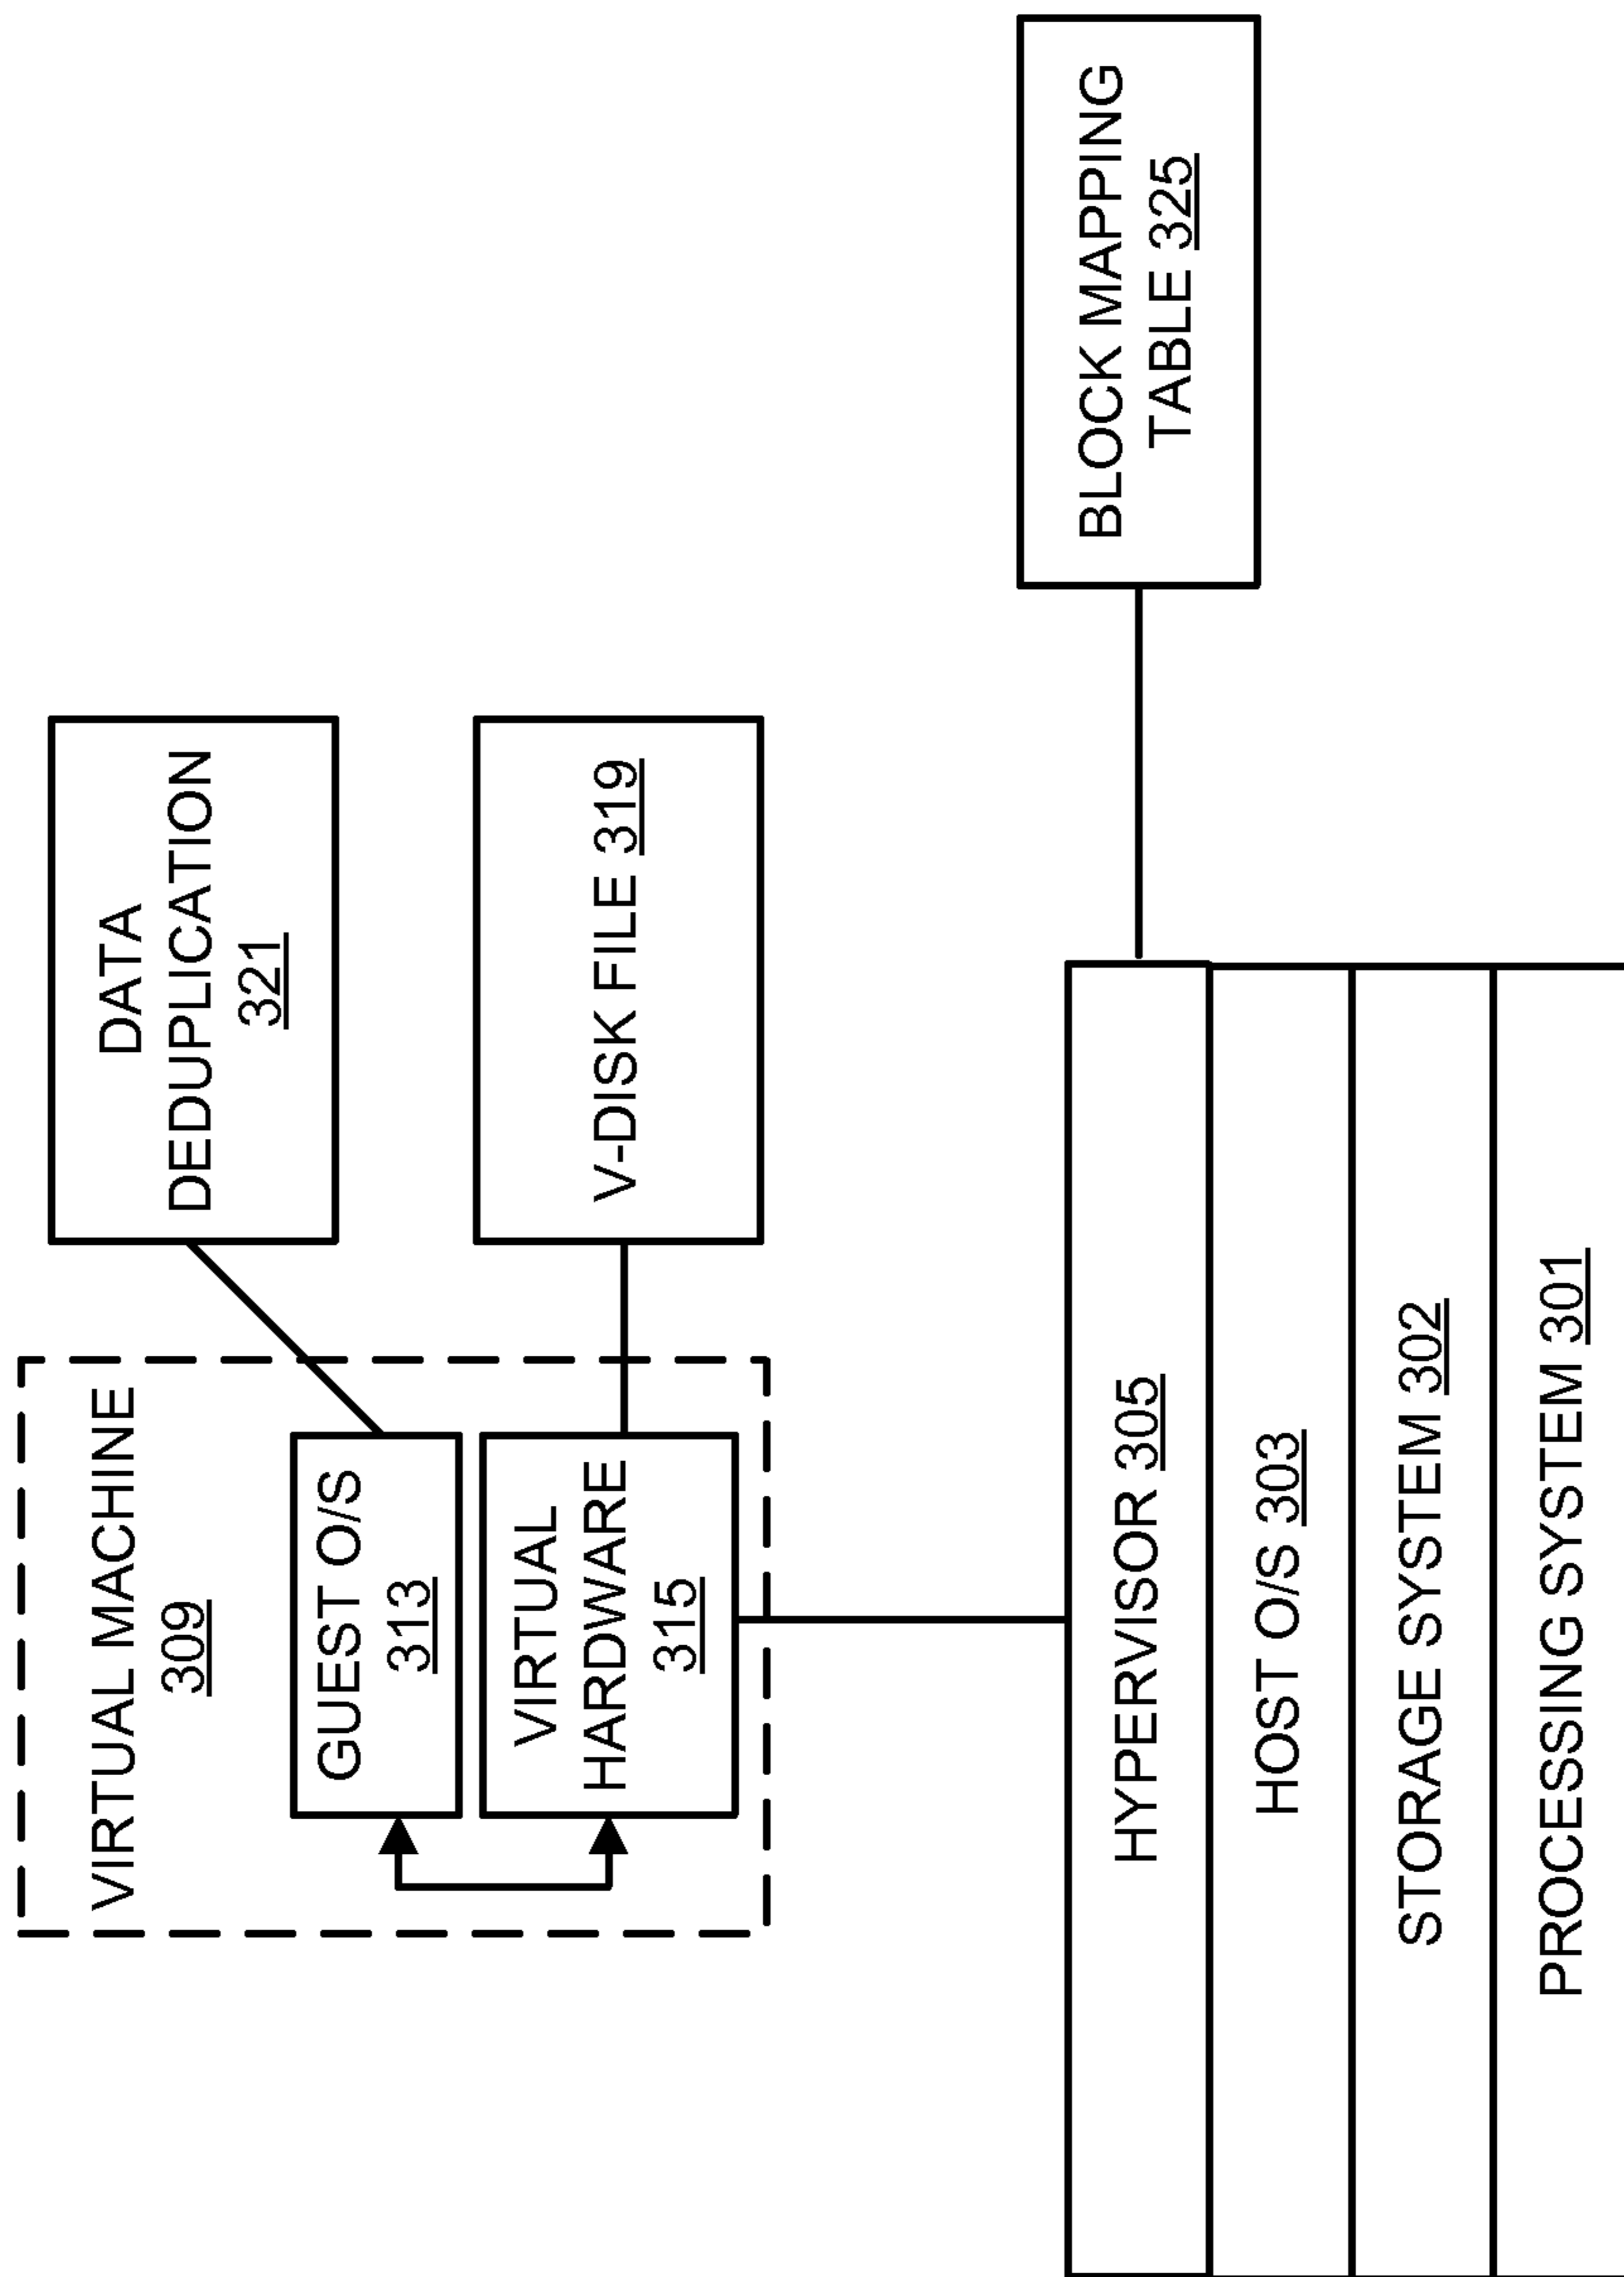 VIRTUAL MACHINE
309
GUEST O/S
313
VIRTUAL
HARDWARE
315
DATA
DEDUPLICATION
321
V-DISK FILE 319
BLOCK MAPPING
TABLE 325
HYPERVISOR 305
HOST O/S 303
STORAGE SYSTEM 302
PROCESSING SYSTEM 301